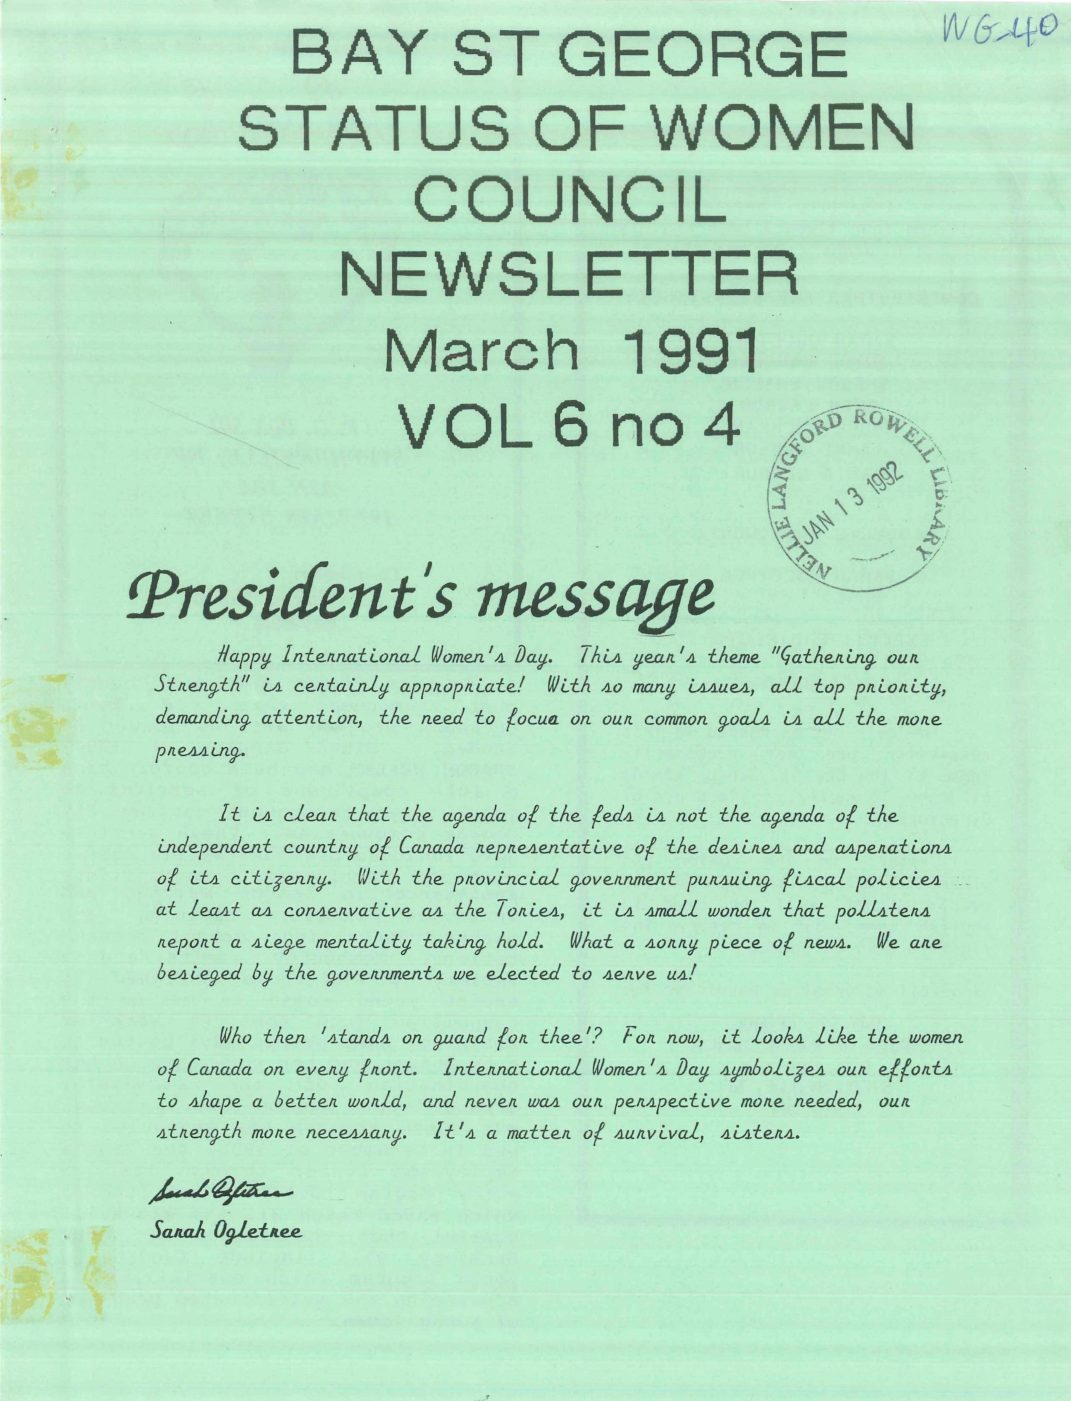 WG-40
BAY ST GEORGE
STATUS OF WOMEN
COUNCIL
NEWSLETTER
March 1991
VOL 6 no 4
NELLIE LANGFORD ROWELL LIBRARY
JAN 13 1992
President's message
Happy International Women's Day. This year's theme "Gathering our
Strength" is certainly appropriate! With so many issues, all top priority,
demanding attention, the need to focus on our common goals is all the more
pressing.
It is clear that the agenda of the feds is not the agenda of the
independent country of Canada representative of the desires and asperations
of its citizenry. With the provincial government pursuing fiscal policies
at least as conservative as the Tories, it is small wonder that pollsters
report a siege mentality taking hold. What a sorry piece of news. We are
besieged by the governments we elected to serve us!
Who then 'stands on guard for thee'? For now, it looks like the women
of Canada on every front. International Women's Day symbolizes our efforts
to shape a better world, and never was our perspective more needed, our
strength more necessary. It's a matter of survival, sisters.
Sarah Ogletree
Sarah Ogletree